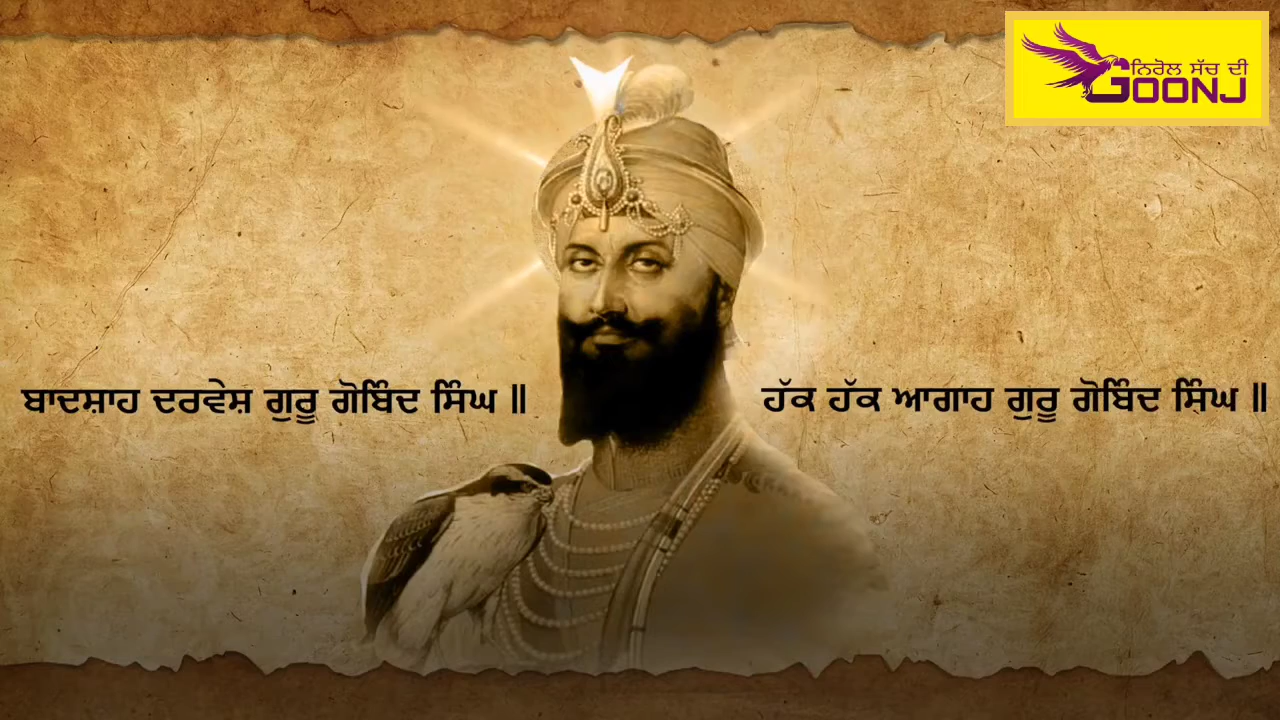 ਨਿਰੋਲ ਸੱਚ ਦੀ
GOONJ
ਬਾਦਸ਼ਾਹ ਦਰਵੇਸ਼ ਗੁਰੂ ਗੋਬਿੰਦ ਸਿੰਘ ॥
ਹੱਕ ਹੱਕ ਆਗਾਹ ਗੁਰੂ ਗੋਬਿੰਦ ਸਿੰਘ ॥